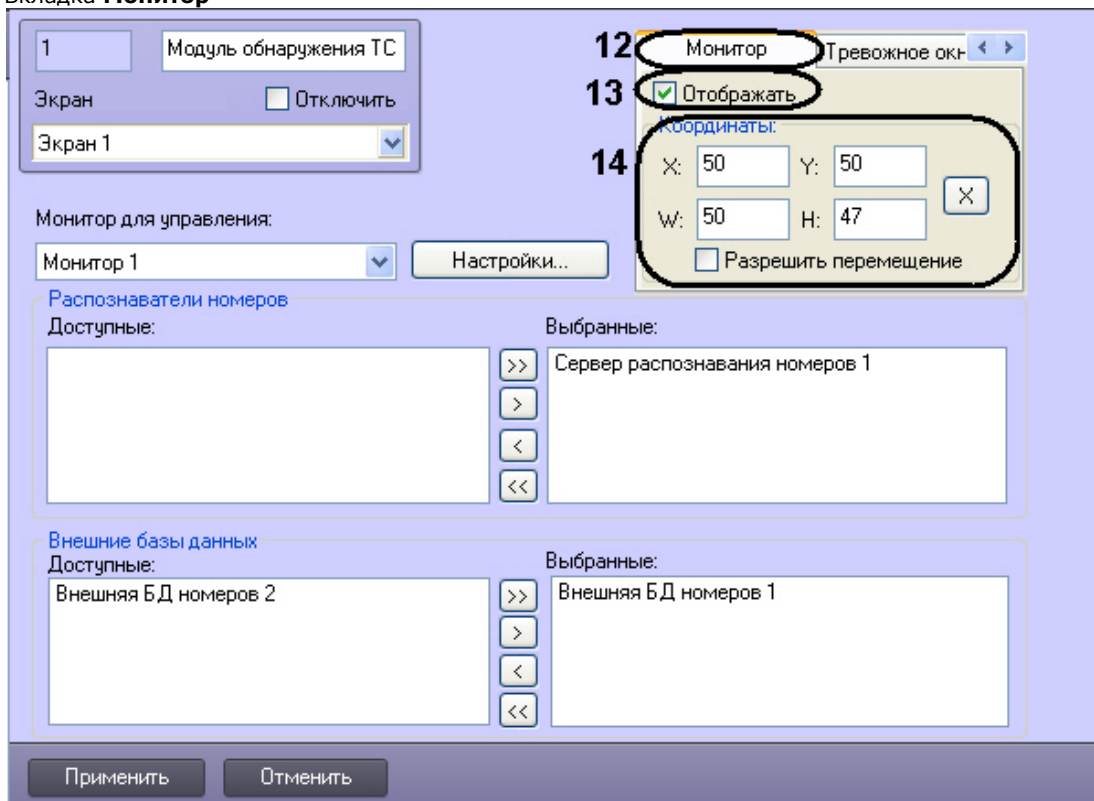 вкладка Монитор
1 Модуль обнаружения ТС
Экран Отключить
Экран 1
12 Монитор Тревожное окн
13 Отображать
Координаты:
14 X: 50 Y: 50 X
W: 50 H: 47
Разрешить перемещение
Монитор для управления:
Монитор 1 Настройки...
Распознаватели номеров
Доступные: Выбранные:
Сервер распознавания номеров 1
>>
>
<
<<
Внешние базы данных
Доступные: Выбранные:
Внешняя БД номеров 2 >> Внешняя БД номеров 1
>
<
<<
Применить Отменить